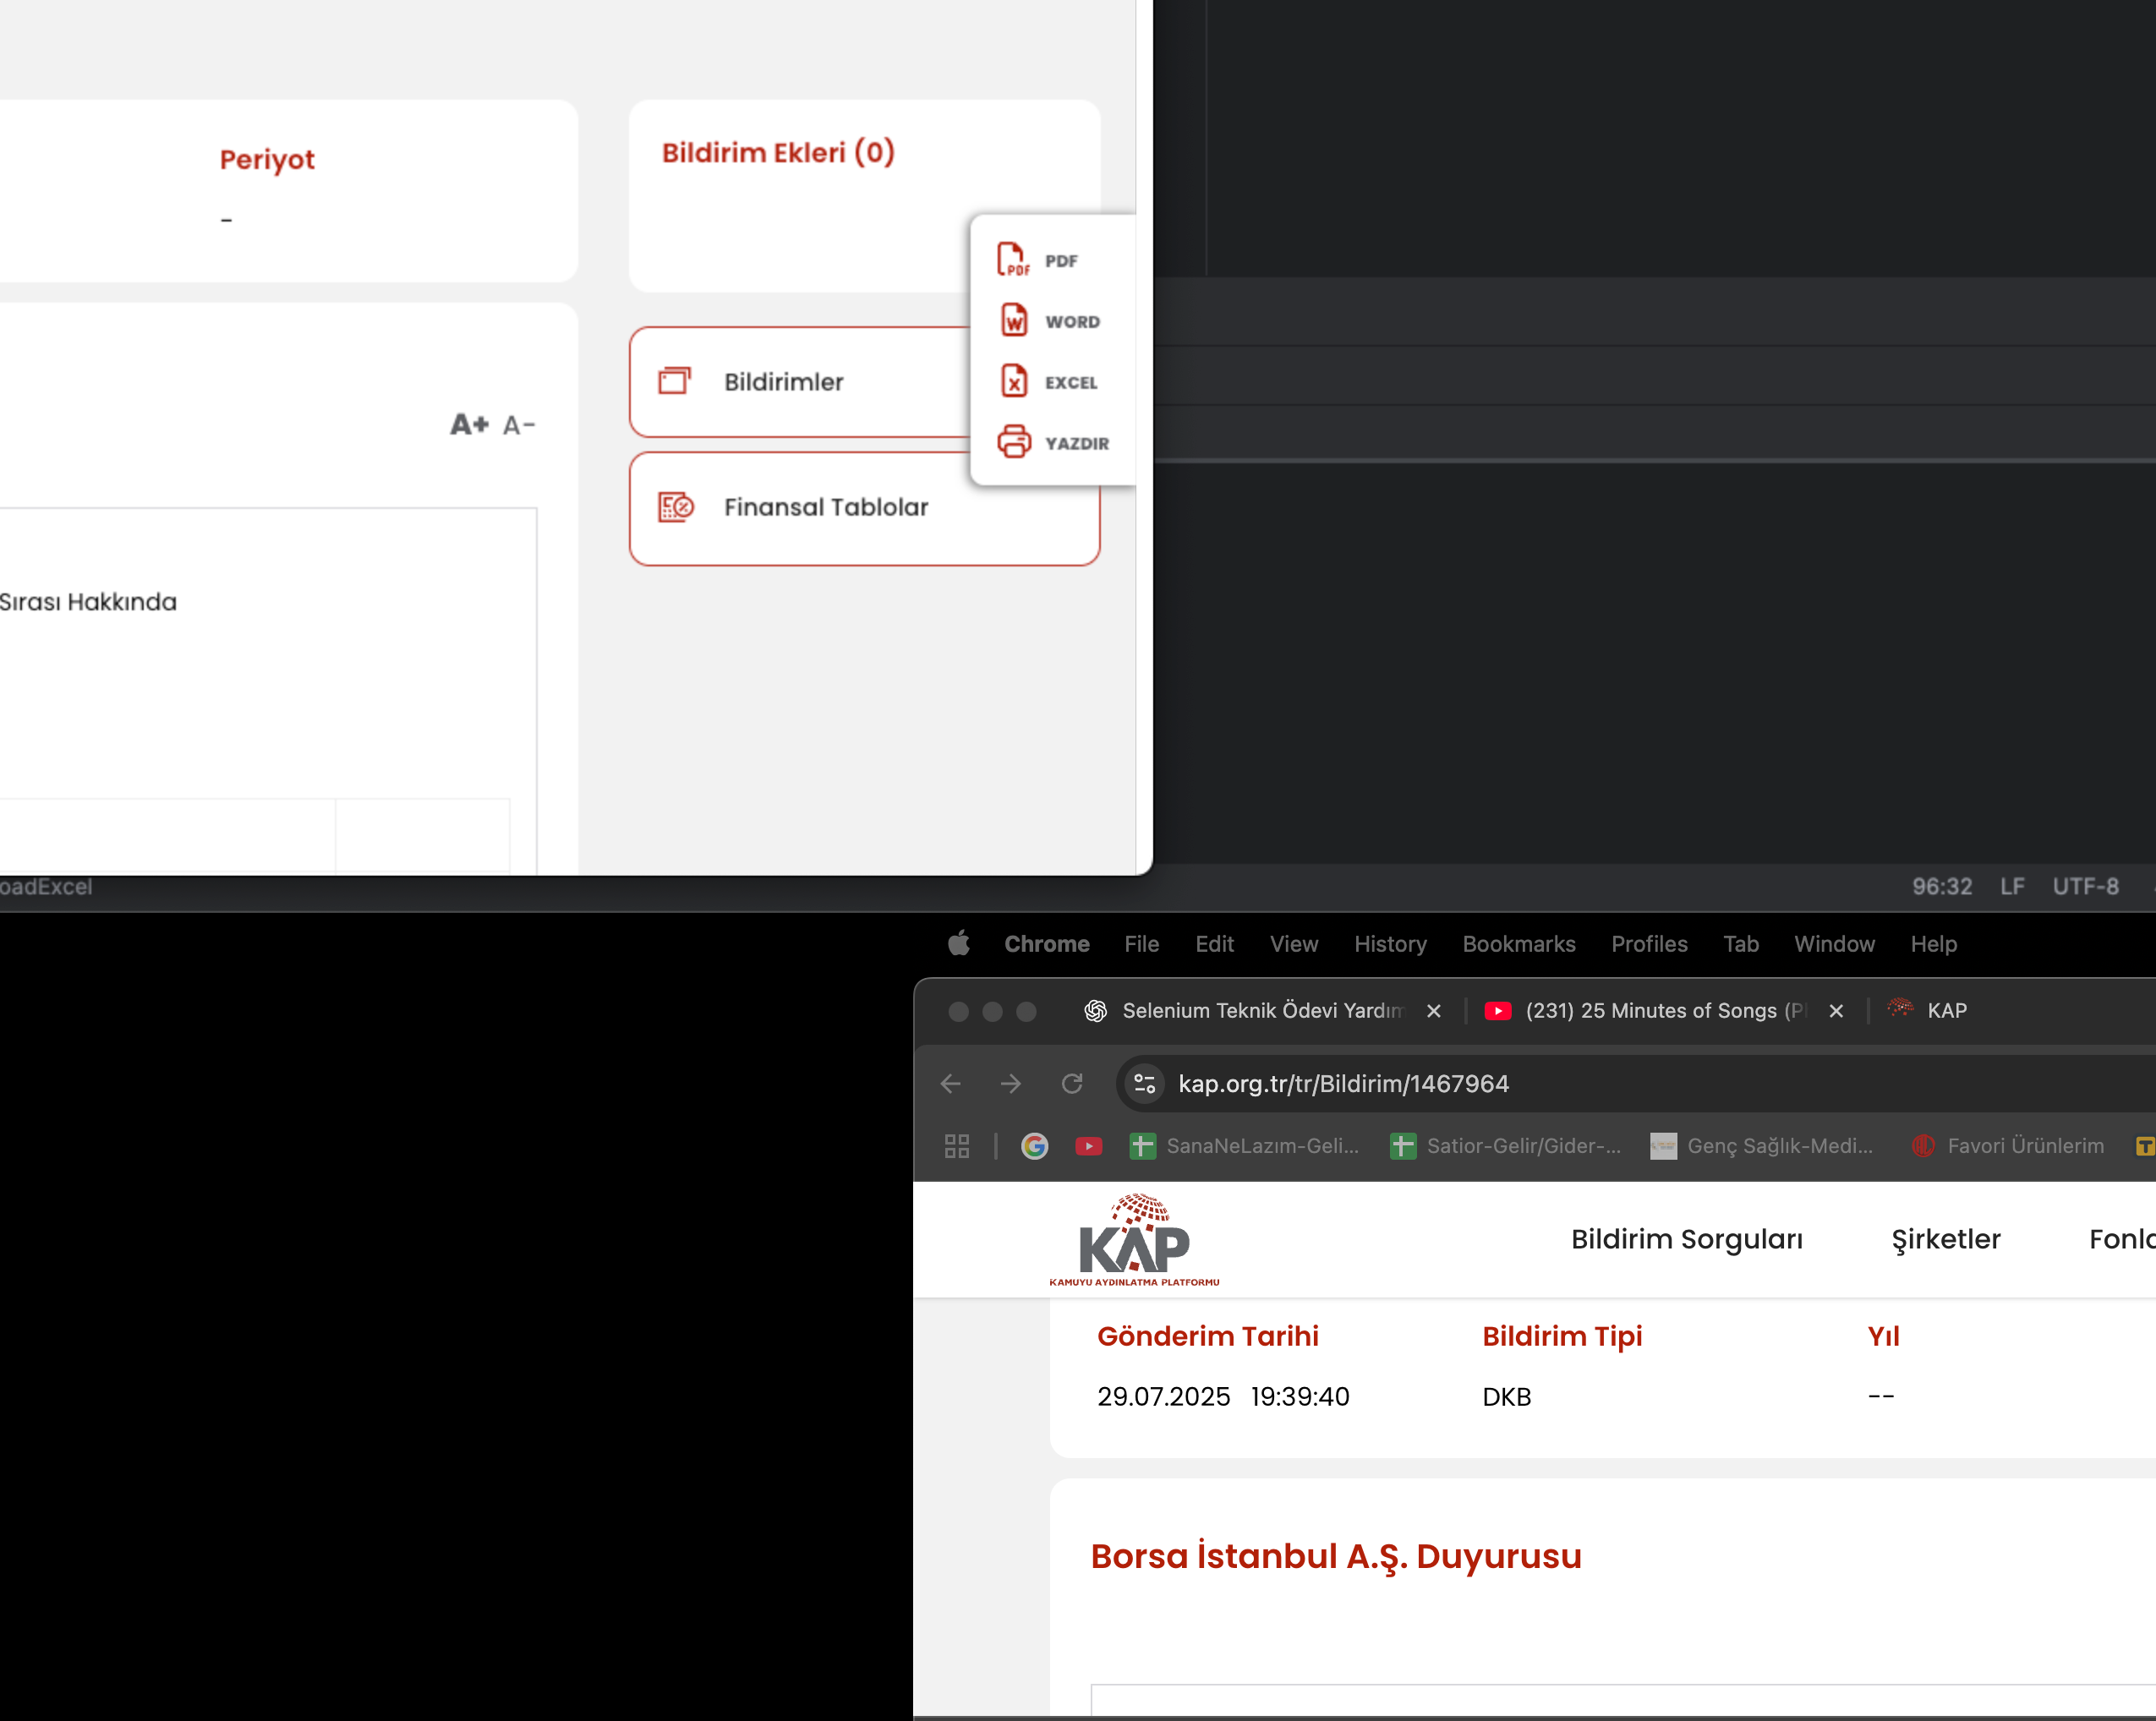 Periyot
-
Bildirim Ekleri (0)
PDF
WORD
EXCEL
YAZDIR
Bildirimler
Finansal Tablolar
A+ A-
Sırası Hakkında
oadExcel
96:32 LF UTF-8
Chrome File Edit View History Bookmarks Profiles Tab Window Help
Selenium Teknik Ödevi Yardım
(231) 25 Minutes of Songs (Pl
KAP
kap.org.tr/tr/Bildirim/1467964
SanaNeLazım-Geli...
Satior-Gelir/Gider-...
Genç Sağlık-Medi...
Favori Ürünlerim
KAP
KAMUYU AYDINLATMA PLATFORMU
Bildirim Sorguları Şirketler Fonla
Gönderim Tarihi Bildirim Tipi Yıl
29.07.2025 19:39:40 DKB --
Borsa İstanbul A.Ş. Duyurusu